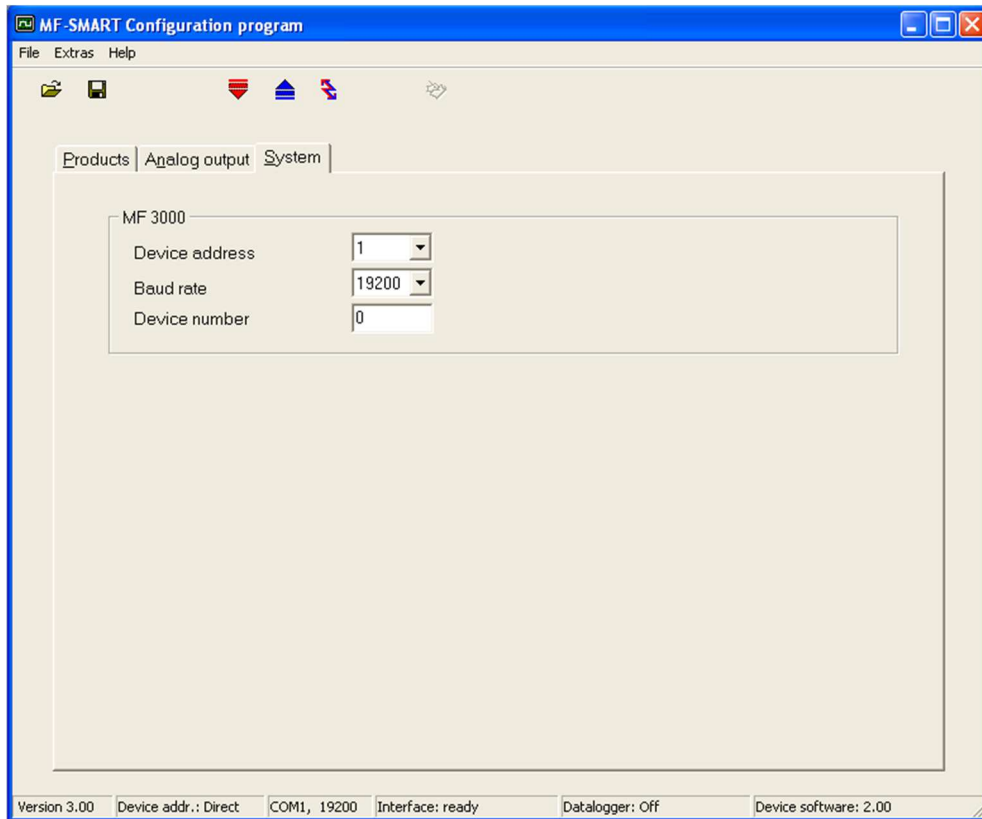 MF-SMART Configuration program
File Extras Help
Products Analog output System
MF 3000
Device address 1
Baud rate 19200
Device number 0
Version 3.00 Device addr.: Direct COM1, 19200 Interface: ready Datalogger: Off Device software: 2.00